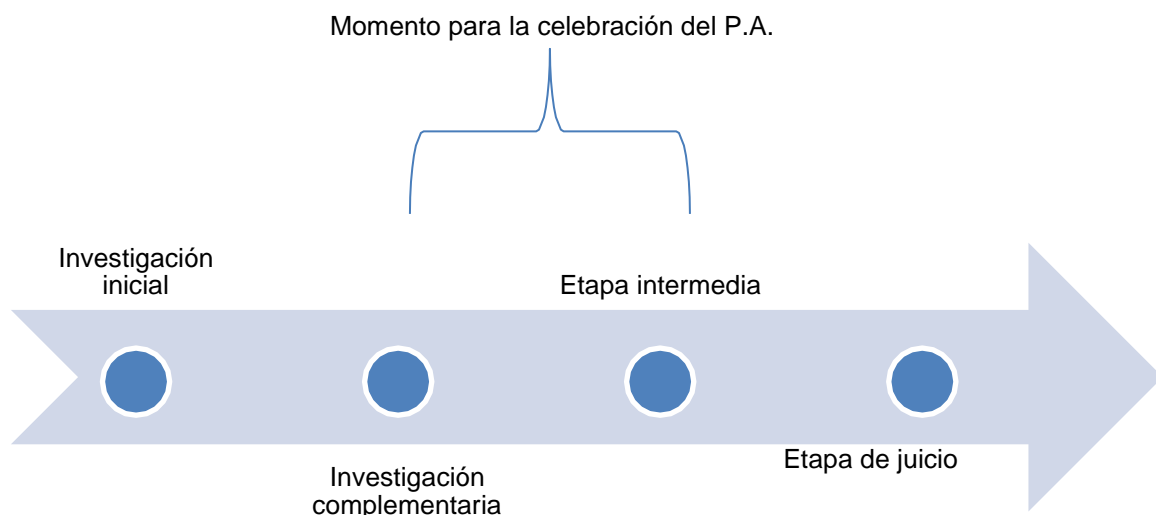 Momento para la celebración del P.A.
Investigación
inicial
Etapa intermedia
Investigación
complementaria
Etapa de juicio